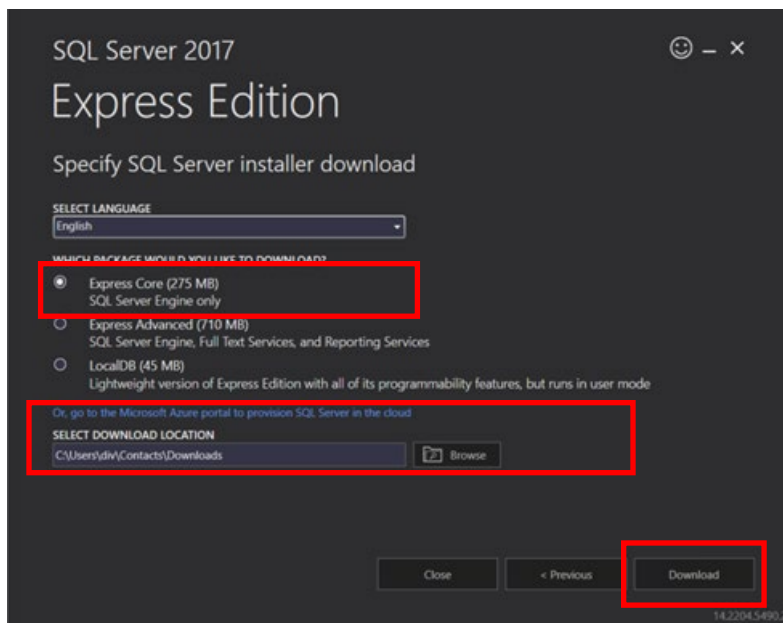 SQL Server 2017
Express Edition
Specify SQL Server installer download
SELECT LANGUAGE
English
WHICH PACKAGE WOULD YOU LIKE TO DOWNLOAD?
Express Core (275 MB)
SQL Server Engine only
Express Advanced (710 MB)
SQL Server Engine, Full Text Services, and Reporting Services
LocalDB (45 MB)
Lightweight version of Express Edition with all of its programmability features, but runs in user mode
Or, go to the Microsoft Azure portal to provision SQL Server in the cloud
SELECT DOWNLOAD LOCATION
C:\Users\div\Contacts\Downloads
Browse
Close
< Previous
Download
14.2204.5490.